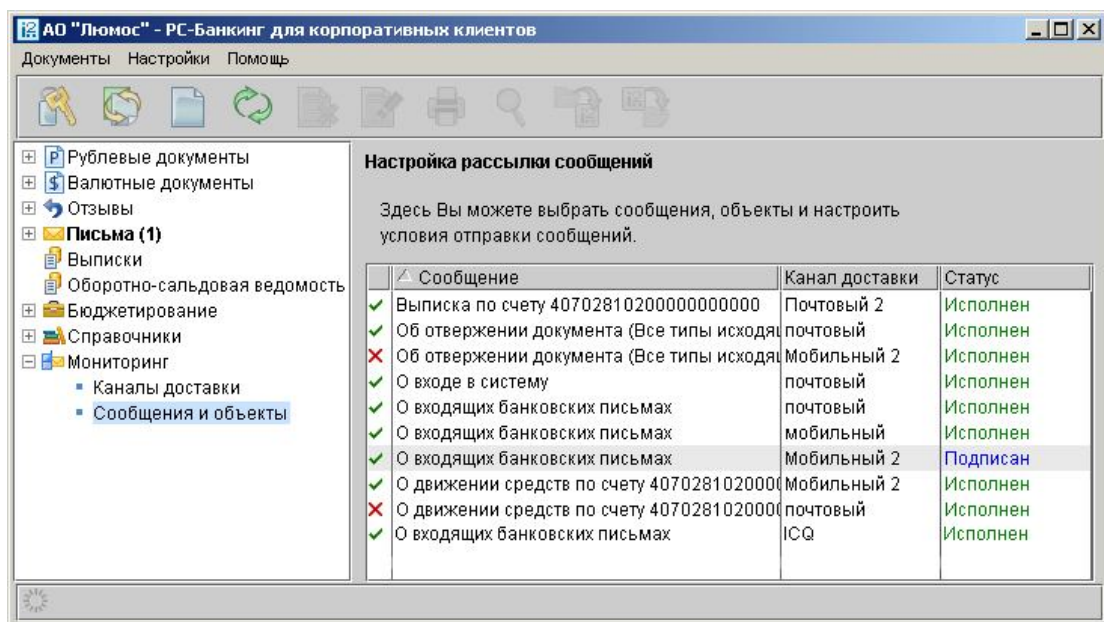 АО "Люмос" - РС-Банкинг для корпоративных клиентов
Документы Настройки Помощь
Рублевые документы
Валютные документы
Отзывы
Письма (1)
Выписки
Оборотно-сальдовая ведомость
Бюджетирование
Справочники
Мониторинг
Каналы доставки
Сообщения и объекты
Настройка рассылки сообщений
Здесь Вы можете выбрать сообщения, объекты и настроить
условия отправки сообщений.
Сообщение Канал доставки Статус
Выписка по счету 40702810200000000000 Почтовый 2 Исполнен
Об отвержении документа (Все типы исходящ почтовый Исполнен
Об отвержении документа (Все типы исходящ Мобильный 2 Исполнен
О входе в систему почтовый Исполнен
О входящих банковских письмах почтовый Исполнен
О входящих банковских письмах мобильный Исполнен
О входящих банковских письмах Мобильный 2 Подписан
О движении средств по счету 4070281020000 Мобильный 2 Исполнен
О движении средств по счету 4070281020000 почтовый Исполнен
О входящих банковских письмах ICQ Исполнен